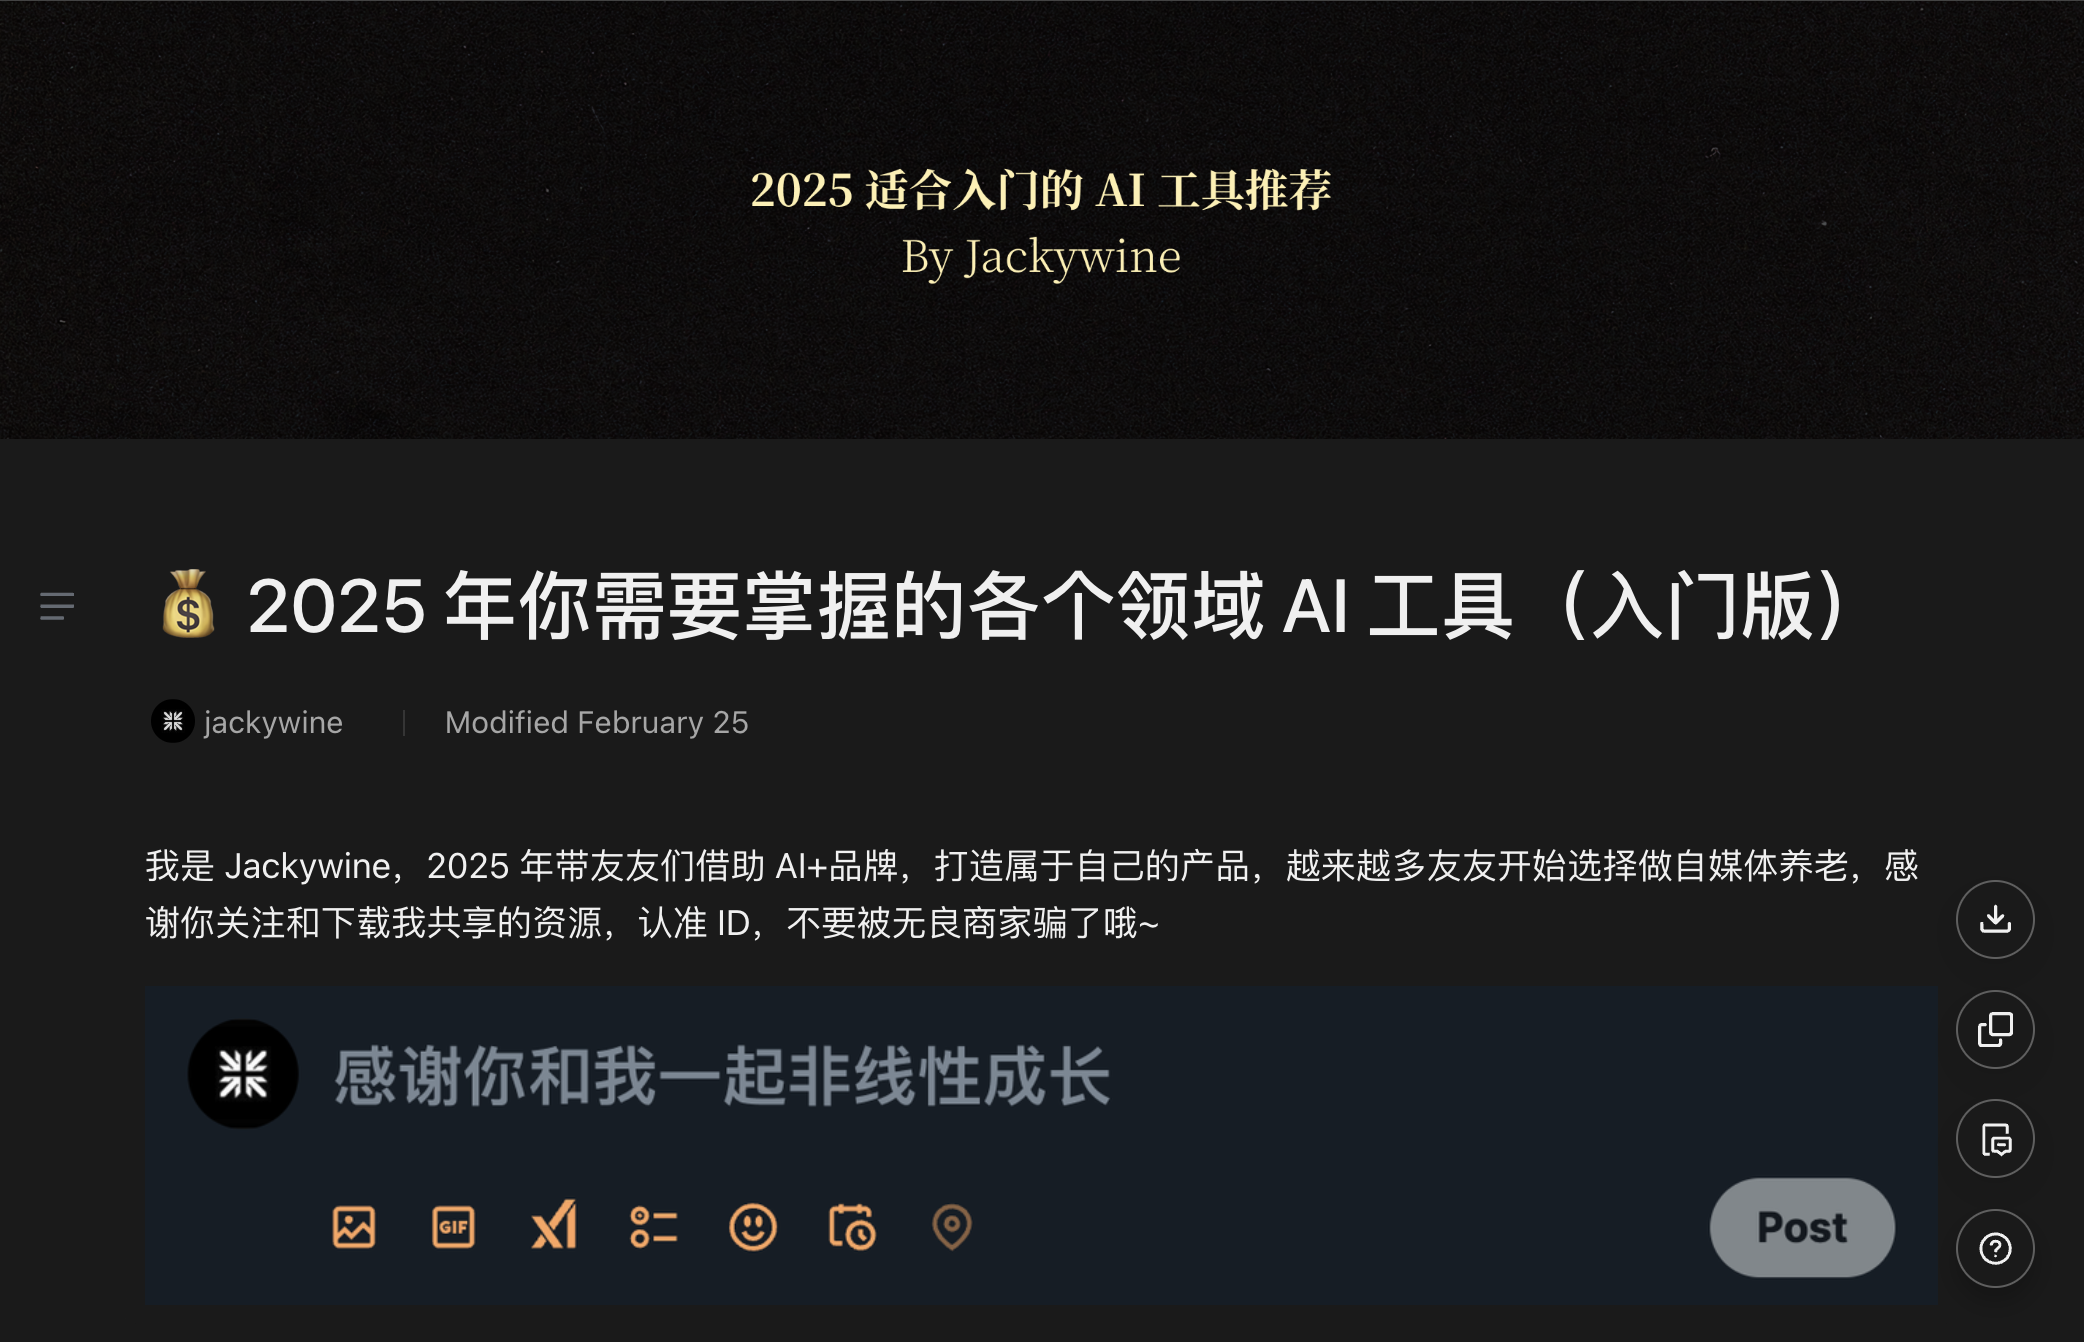 2025 适合入门的 AI 工具推荐
By Jackywine
💰 2025 年你需要掌握的各个领域 AI 工具（入门版）
jackywine
Modified February 25
我是 Jackywine，2025 年带友友们借助 AI+品牌，打造属于自己的产品，越来越多友友开始选择做自媒体养老，感
谢你关注和下载我共享的资源，认准 ID，不要被无良商家骗了哦~
感谢你和我一起非线性成长
GIF
Post